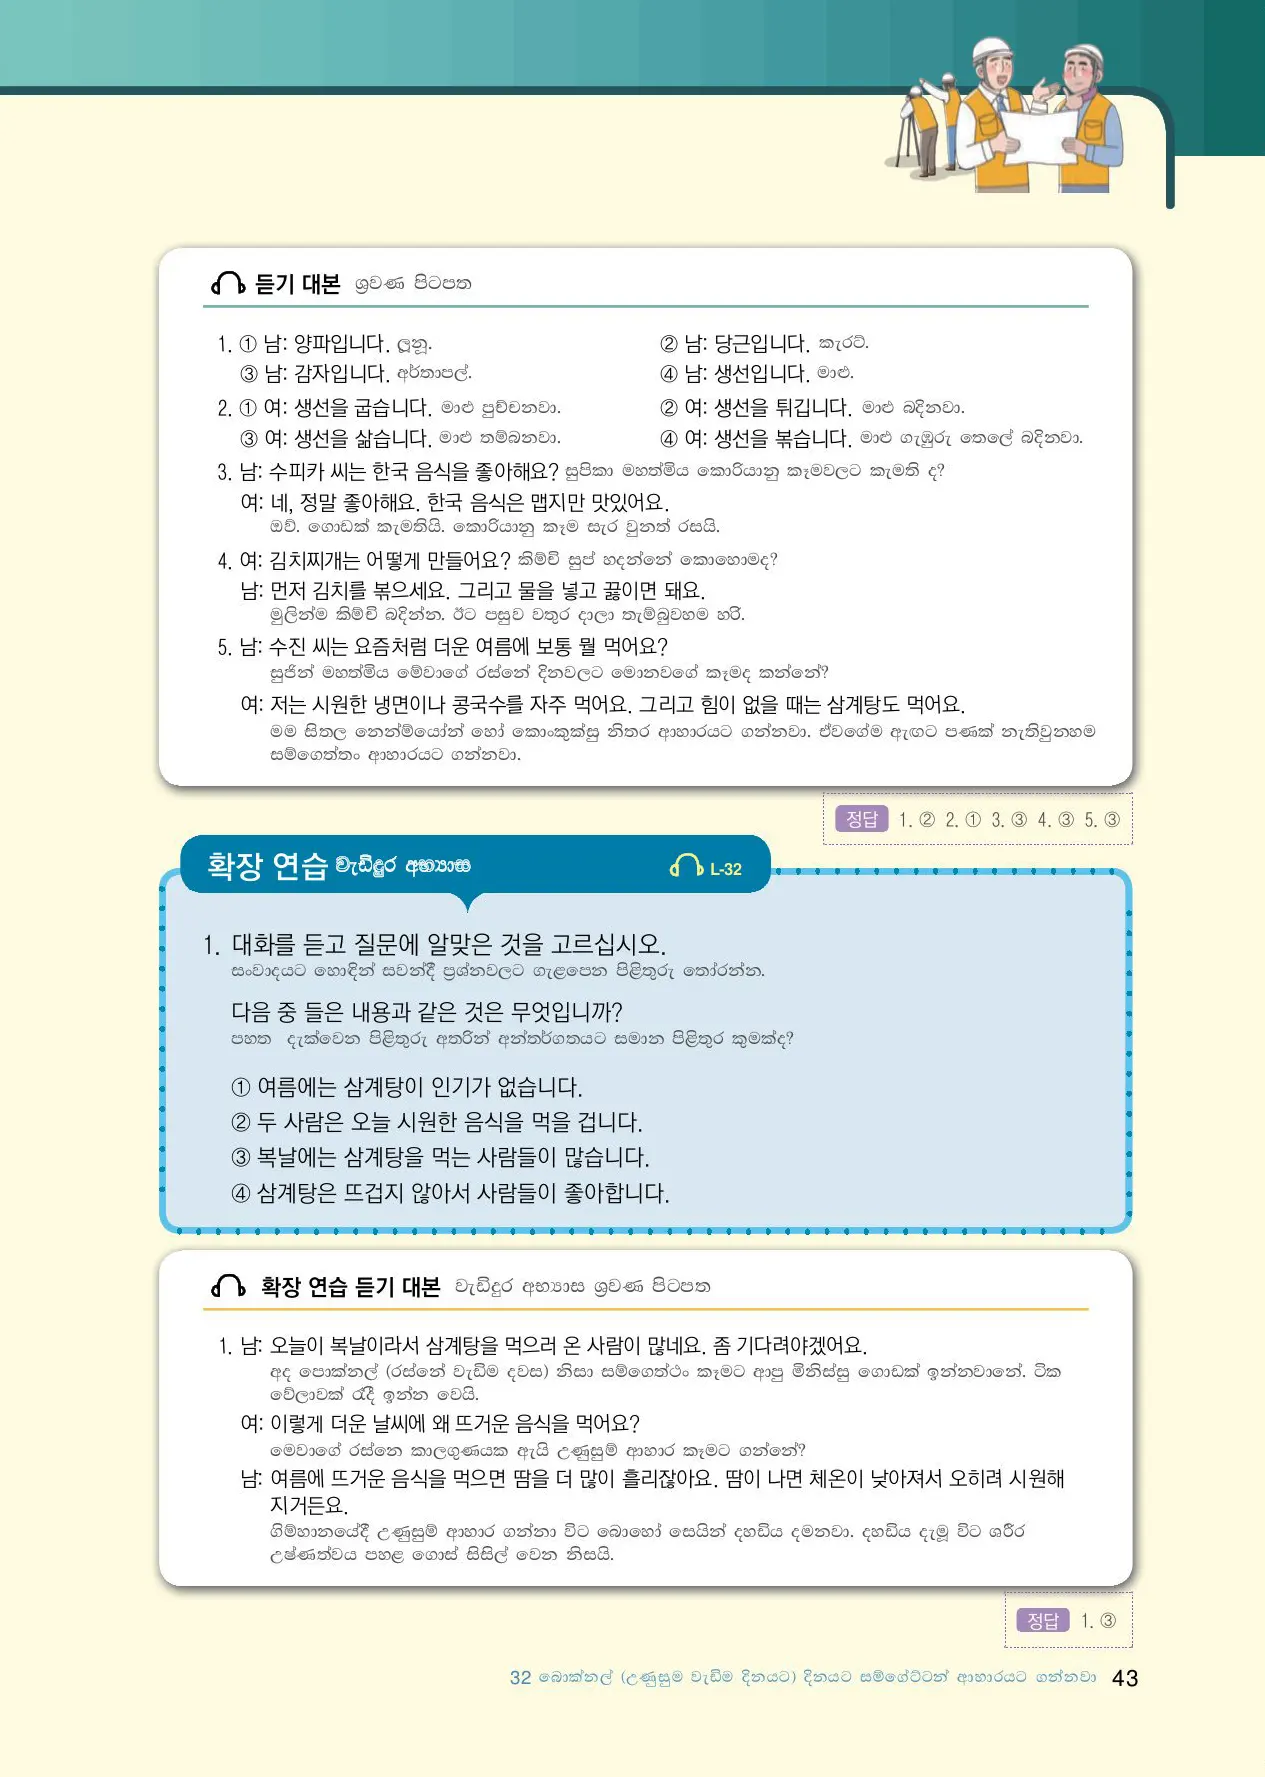 듣기 대본 ශ්‍රවණ පිටපත
1. ① 남: 양파입니다. ලූනු. ② 남: 당근입니다. කැරට්.
③ 남: 감자입니다. අර්තාපල්. ④ 남: 생선입니다. මාළු.
2. ① 여: 생선을 굽습니다. මාළු පුච්චනවා. ② 여: 생선을 튀깁니다. මාළු බදිනවා.
③ 여: 생선을 삶습니다. මාළු තම්බනවා. ④ 여: 생선을 볶습니다. මාළු ගැඹුරු තෙලේ බදිනවා.
3. 남: 수피카 씨는 한국 음식을 좋아해요? සුපිකා මහත්මිය කොරියානු කෑමවලට කැමති ද?
여: 네, 정말 좋아해요. 한국 음식은 맵지만 맛있어요.
ඔව්. ගොඩක් කැමතියි. කොරියානු කෑම සැර වුනත් රසයි.
4. 여: 김치찌개는 어떻게 만들어요? කිම්චි සුප් හදන්නේ කොහොමද?
남: 먼저 김치를 볶으세요. 그리고 물을 넣고 끓이면 돼요.
මුලින්ම කිම්චි බදින්න. ඊට පසුව වතුර දාලා තැම්බුවහම හරි.
5. 남: 수진 씨는 요즘처럼 더운 여름에 보통 뭘 먹어요?
සුජින් මහත්මිය මේවාගේ රස්නේ දිනවලට මොනවගේ කෑමද කන්නේ?
여: 저는 시원한 냉면이나 콩국수를 자주 먹어요. 그리고 힘이 없을 때는 삼계탕도 먹어요.
මම සිතල නෙන්ම්යෝන් හෝ කොංකුක්සු නිතර ආහාරයට ගන්නවා. ඒවගේම ඇඟට පණක් නැතිවුනහම
සම්ගෙත්තං ආහාරයට ගන්නවා.
정답 1. ② 2. ① 3. ③ 4. ③ 5. ③
확장 연습 වැඩිදුර අභ්‍යාස L-32
1. 대화를 듣고 질문에 알맞은 것을 고르십시오.
සංවාදයට හොඳින් සවන්දී ප්‍රශ්නවලට ගැළපෙන පිළිතුරු තෝරන්න.
다음 중 들은 내용과 같은 것은 무엇입니까?
පහත දැක්වෙන පිළිතුරු අතරින් අන්තර්ගතයට සමාන පිළිතුර කුමක්ද?
① 여름에는 삼계탕이 인기가 없습니다.
② 두 사람은 오늘 시원한 음식을 먹을 겁니다.
③ 복날에는 삼계탕을 먹는 사람들이 많습니다.
④ 삼계탕은 뜨겁지 않아서 사람들이 좋아합니다.
확장 연습 듣기 대본 වැඩිදුර අභ්‍යාස ශ්‍රවණ පිටපත
1. 남: 오늘이 복날이라서 삼계탕을 먹으러 온 사람이 많네요. 좀 기다려야겠어요.
අද පොක්නල් (රස්නේ වැඩිම දවස) නිසා සම්ගෙත්ථං කෑමට ආපු මිනිස්සු ගොඩක් ඉන්නවානේ. ටික
වේලාවක් රැදී ඉන්න වෙයි.
여: 이렇게 더운 날씨에 왜 뜨거운 음식을 먹어요?
මෙවාගේ රස්නෙ කාලගුණයක ඇයි උණුසුම් ආහාර කෑමට ගන්නේ?
남: 여름에 뜨거운 음식을 먹으면 땀을 더 많이 흘리잖아요. 땀이 나면 체온이 낮아져서 오히려 시원해
지거든요.
ගිම්හානයේදී උණුසුම් ආහාර ගන්නා විට බොහෝ සෙයින් දහඩිය දමනවා. දහඩිය දැමූ විට ශරීර
උෂ්ණත්වය පහළ ගොස් සිසිල් වෙන නිසයි.
정답 1. ③
32 බොක්නල් (උණුසුම වැඩිම දිනයට) දිනයට සම්ගේට්ටන් ආහාරයට ගන්නවා 43